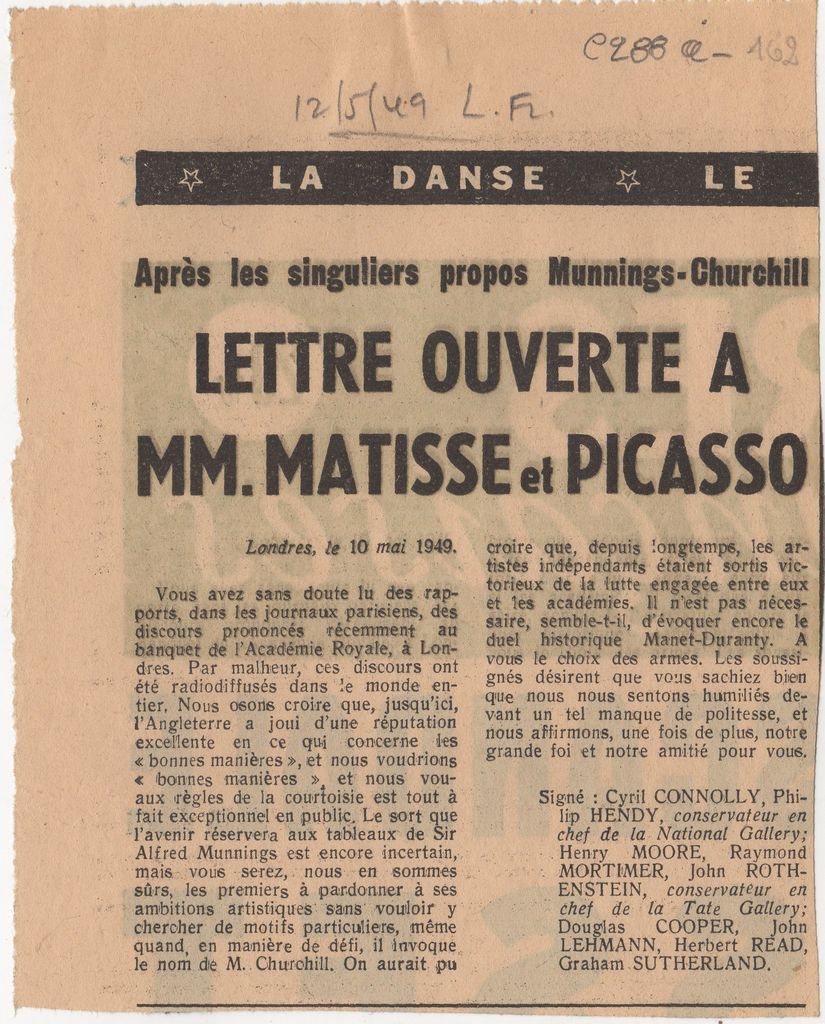 C288 a - 162
12/5/49 L. Fr.
☆ LA DANSE ☆ LE
Après les singuliers propos Munnings-Churchill
LETTRE OUVERTE A
MM. MATISSE et PICASSO
Londres, le 10 mai 1949.
Vous avez sans doute lu des rap-
ports, dans les journaux parisiens, des
discours prononcés récemment au
banquet de l'Académie Royale, à Lon-
dres. Par malheur, ces discours ont
été radiodiffusés dans le monde en-
tier. Nous osons croire que, jusqu'ici,
l'Angleterre a joui d'une réputation
excellente en ce qui concerne les
« bonnes manières », et nous voudrions
« bonnes manières », et nous vou-
aux règles de la courtoisie est tout à
fait exceptionnel en public. Le sort que
l'avenir réservera aux tableaux de Sir
Alfred Munnings est encore incertain,
mais vous serez, nous en sommes
sûrs, les premiers à pardonner à ses
ambitions artistiques sans vouloir y
chercher de motifs particuliers, même
quand, en manière de défi, il invoque
le nom de M. Churchill. On aurait pu
croire que, depuis longtemps, les ar-
tistes indépendants étaient sortis vic-
torieux de la lutte engagée entre eux
et les académies. Il n'est pas néces-
saire, semble-t-il, d'évoquer encore le
duel historique Manet-Duranty. A
vous le choix des armes. Les soussi-
gnés désirent que vous sachiez bien
que nous nous sentons humiliés de-
vant un tel manque de politesse, et
nous affirmons, une fois de plus, notre
grande foi et notre amitié pour vous.
Signé : Cyril CONNOLLY, Phi-
lip HENDY, conservateur en
chef de la National Gallery;
Henry MOORE, Raymond
MORTIMER, John ROTH-
ENSTEIN, conservateur en
chef de la Tate Gallery;
Douglas COOPER, John
LEHMANN, Herbert READ,
Graham SUTHERLAND.